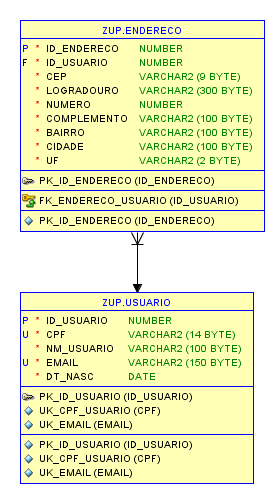 ZUP.ENDERECO
P * ID_ENDERECO NUMBER
F * ID_USUARIO NUMBER
* CEP VARCHAR2 (9 BYTE)
* LOGRADOURO VARCHAR2 (300 BYTE)
* NUMERO NUMBER
* COMPLEMENTO VARCHAR2 (100 BYTE)
* BAIRRO VARCHAR2 (100 BYTE)
* CIDADE VARCHAR2 (100 BYTE)
* UF VARCHAR2 (2 BYTE)
PK_ID_ENDERECO (ID_ENDERECO)
FK_ENDERECO_USUARIO (ID_USUARIO)
PK_ID_ENDERECO (ID_ENDERECO)
ZUP.USUARIO
P * ID_USUARIO NUMBER
U * CPF VARCHAR2 (14 BYTE)
* NM_USUARIO VARCHAR2 (100 BYTE)
U * EMAIL VARCHAR2 (150 BYTE)
* DT_NASC DATE
PK_ID_USUARIO (ID_USUARIO)
UK_CPF_USUARIO (CPF)
UK_EMAIL (EMAIL)
PK_ID_USUARIO (ID_USUARIO)
UK_CPF_USUARIO (CPF)
UK_EMAIL (EMAIL)